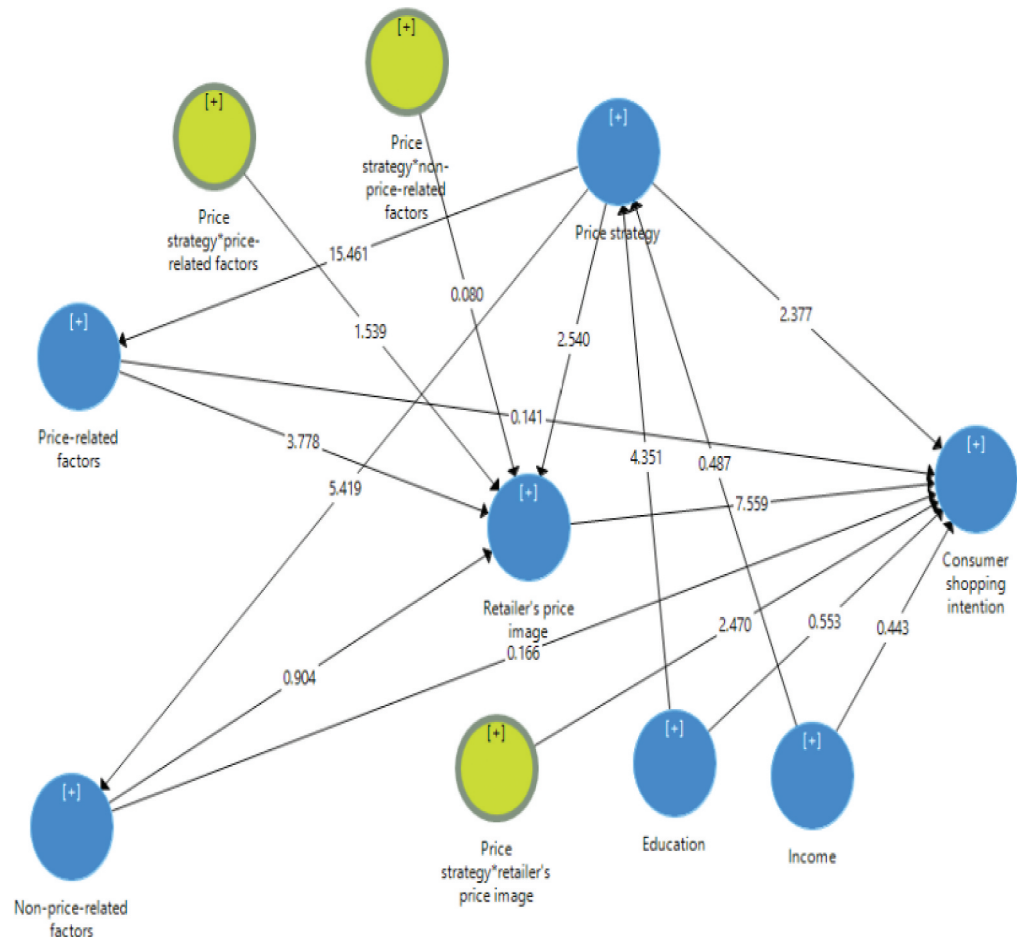 [+]
Price
strategy*non-
price-related
factors
[+]
Price
strategy*price-
related factors
[+]
Price strategy
15.461
0.080
1.539
2.540
2.377
[+]
Price-related
factors
0.141
3.778
5.419
4.351
0.487
[+]
Retailer's price
image
7.559
[+]
Consumer
shopping
intention
0.904
0.166
2.470
0.553
0.443
[+]
Non-price-related
factors
[+]
Price
strategy*retailer's
price image
[+]
Education
[+]
Income